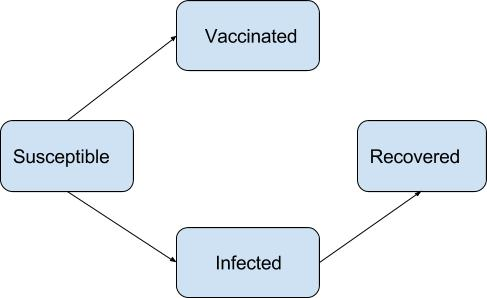 Vaccinated
Susceptible
Recovered
Infected